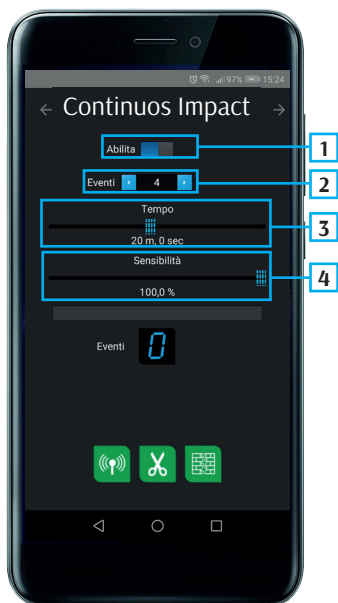 97% 15:24
Continuos Impact
Abilita
1
Eventi 4
2
Tempo
20 m, 0 sec
3
Sensibilità
100,0 %
4
Eventi 0